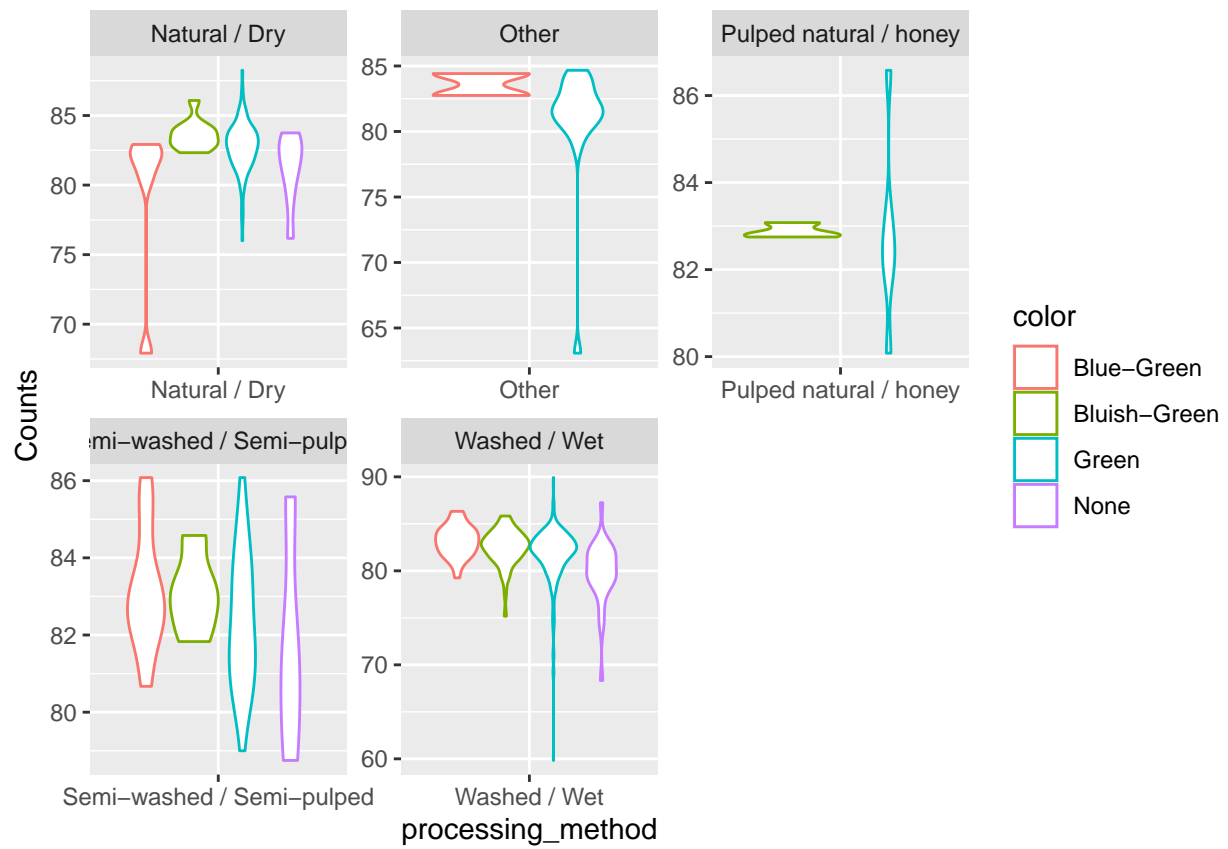 Natural / Dry
Other
Pulped natural / honey
85
80
75
70
85
80
75
70
65
86
84
82
80
Natural / Dry
Other
Pulped natural / honey
Counts
emi−washed / Semi−pulp
Washed / Wet
86
84
82
80
90
80
70
60
Semi−washed / Semi−pulped
Washed / Wet
processing_method
color
Blue−Green
Bluish−Green
Green
None